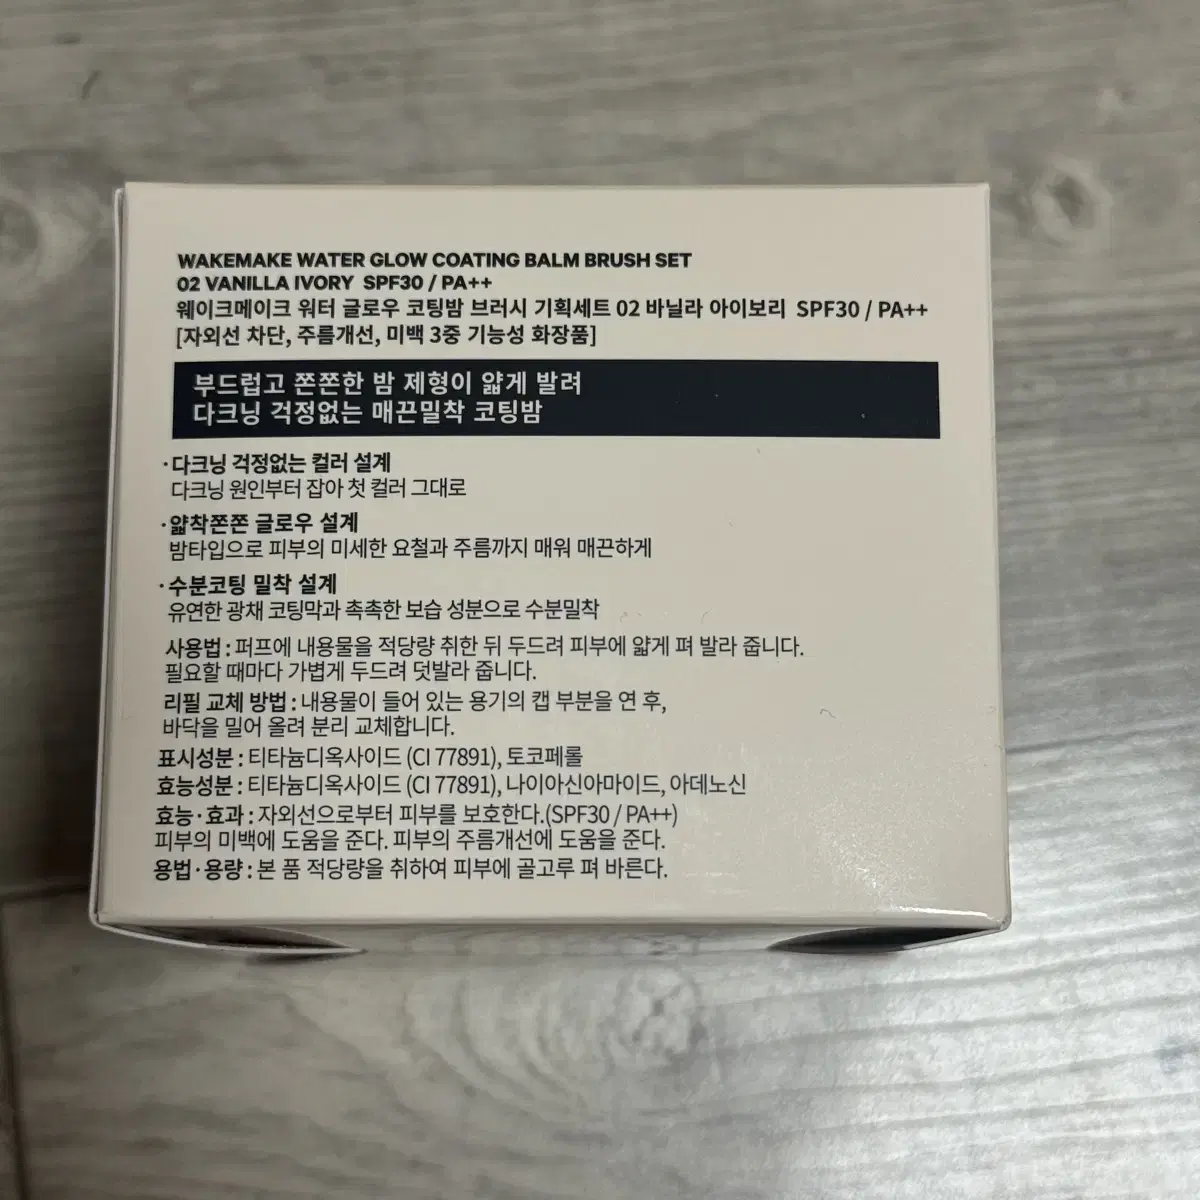 WAKEMAKE WATER GLOW COATING BALM BRUSH SET
02 VANILLA IVORY SPF30 / PA++
웨이크메이크 워터 글로우 코팅밤 브러시 기획세트 02 바닐라 아이보리 SPF30 / PA++
[자외선 차단, 주름개선, 미백 3중 기능성 화장품]
부드럽고 쫀쫀한 밤 제형이 얇게 발려
다크닝 걱정없는 매끈밀착 코팅밤
·다크닝 걱정없는 컬러 설계
다크닝 원인부터 잡아 첫 컬러 그대로
·얇착쫀쫀 글로우 설계
밤타입으로 피부의 미세한 요철과 주름까지 매워 매끈하게
·수분코팅 밀착 설계
유연한 광채 코팅막과 촉촉한 보습 성분으로 수분밀착
사용법 : 퍼프에 내용물을 적당량 취한 뒤 두드려 피부에 얇게 펴 발라 줍니다.
필요할 때마다 가볍게 두드려 덧발라 줍니다.
리필 교체 방법 : 내용물이 들어 있는 용기의 캡 부분을 연 후,
바닥을 밀어 올려 분리 교체합니다.
표시성분 : 티타늄디옥사이드 (CI 77891), 토코페롤
효능성분 : 티타늄디옥사이드 (CI 77891), 나이아신아마이드, 아데노신
효능·효과 : 자외선으로부터 피부를 보호한다.(SPF30 / PA++)
피부의 미백에 도움을 준다. 피부의 주름개선에 도움을 준다.
용법·용량 : 본 품 적당량을 취하여 피부에 골고루 펴 바른다.